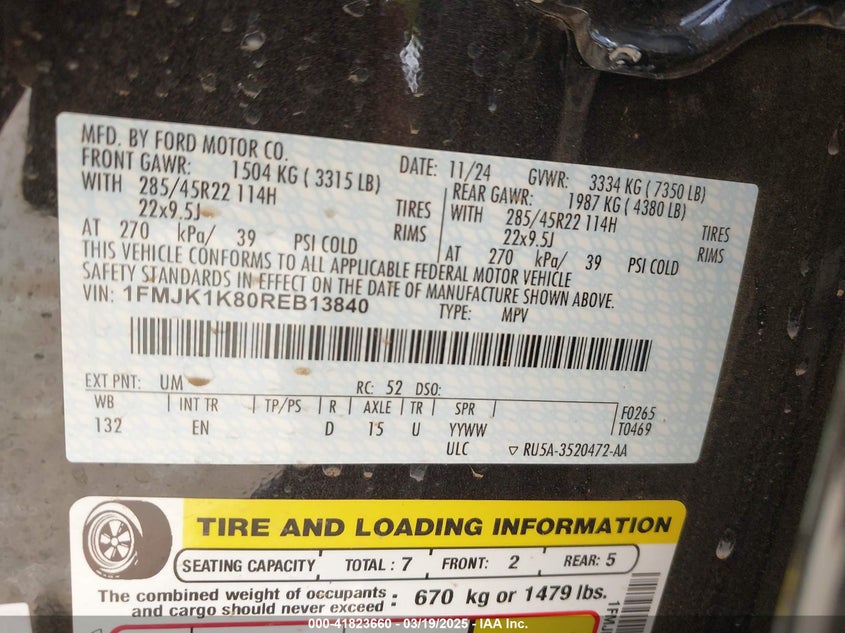 MFD. BY FORD MOTOR CO.
DATE: 11/24 GVWR: 3334 KG ( 7350 LB)
FRONT GAWR: 1504 KG ( 3315 LB)
REAR GAWR: 1987 KG ( 4380 LB)
WITH 285/45R22 114H TIRES
WITH 285/45R22 114H TIRES
22x9.5J RIMS
22x9.5J RIMS
AT 270 kPa/ 39 PSI COLD
AT 270 kPa/ 39 PSI COLD
THIS VEHICLE CONFORMS TO ALL APPLICABLE FEDERAL MOTOR VEHICLE
SAFETY STANDARDS IN EFFECT ON THE DATE OF MANUFACTURE SHOWN ABOVE.
VIN: 1FMJK1K80REB13840
TYPE: MPV
EXT PNT: UM RC: 52 DSO:
WB INT TR TP/PS R AXLE TR SPR
132 EN D 15 U YYWW
ULC
F0265
T0469
▽ RU5A-3520472-AA
TIRE AND LOADING INFORMATION
SEATING CAPACITY TOTAL : 7 FRONT: 2 REAR: 5
The combined weight of occupants
and cargo should never exceed : 670 kg or 1479 lbs.
1FMJ
000-41823660 - 03/19/2025 - IAA Inc.